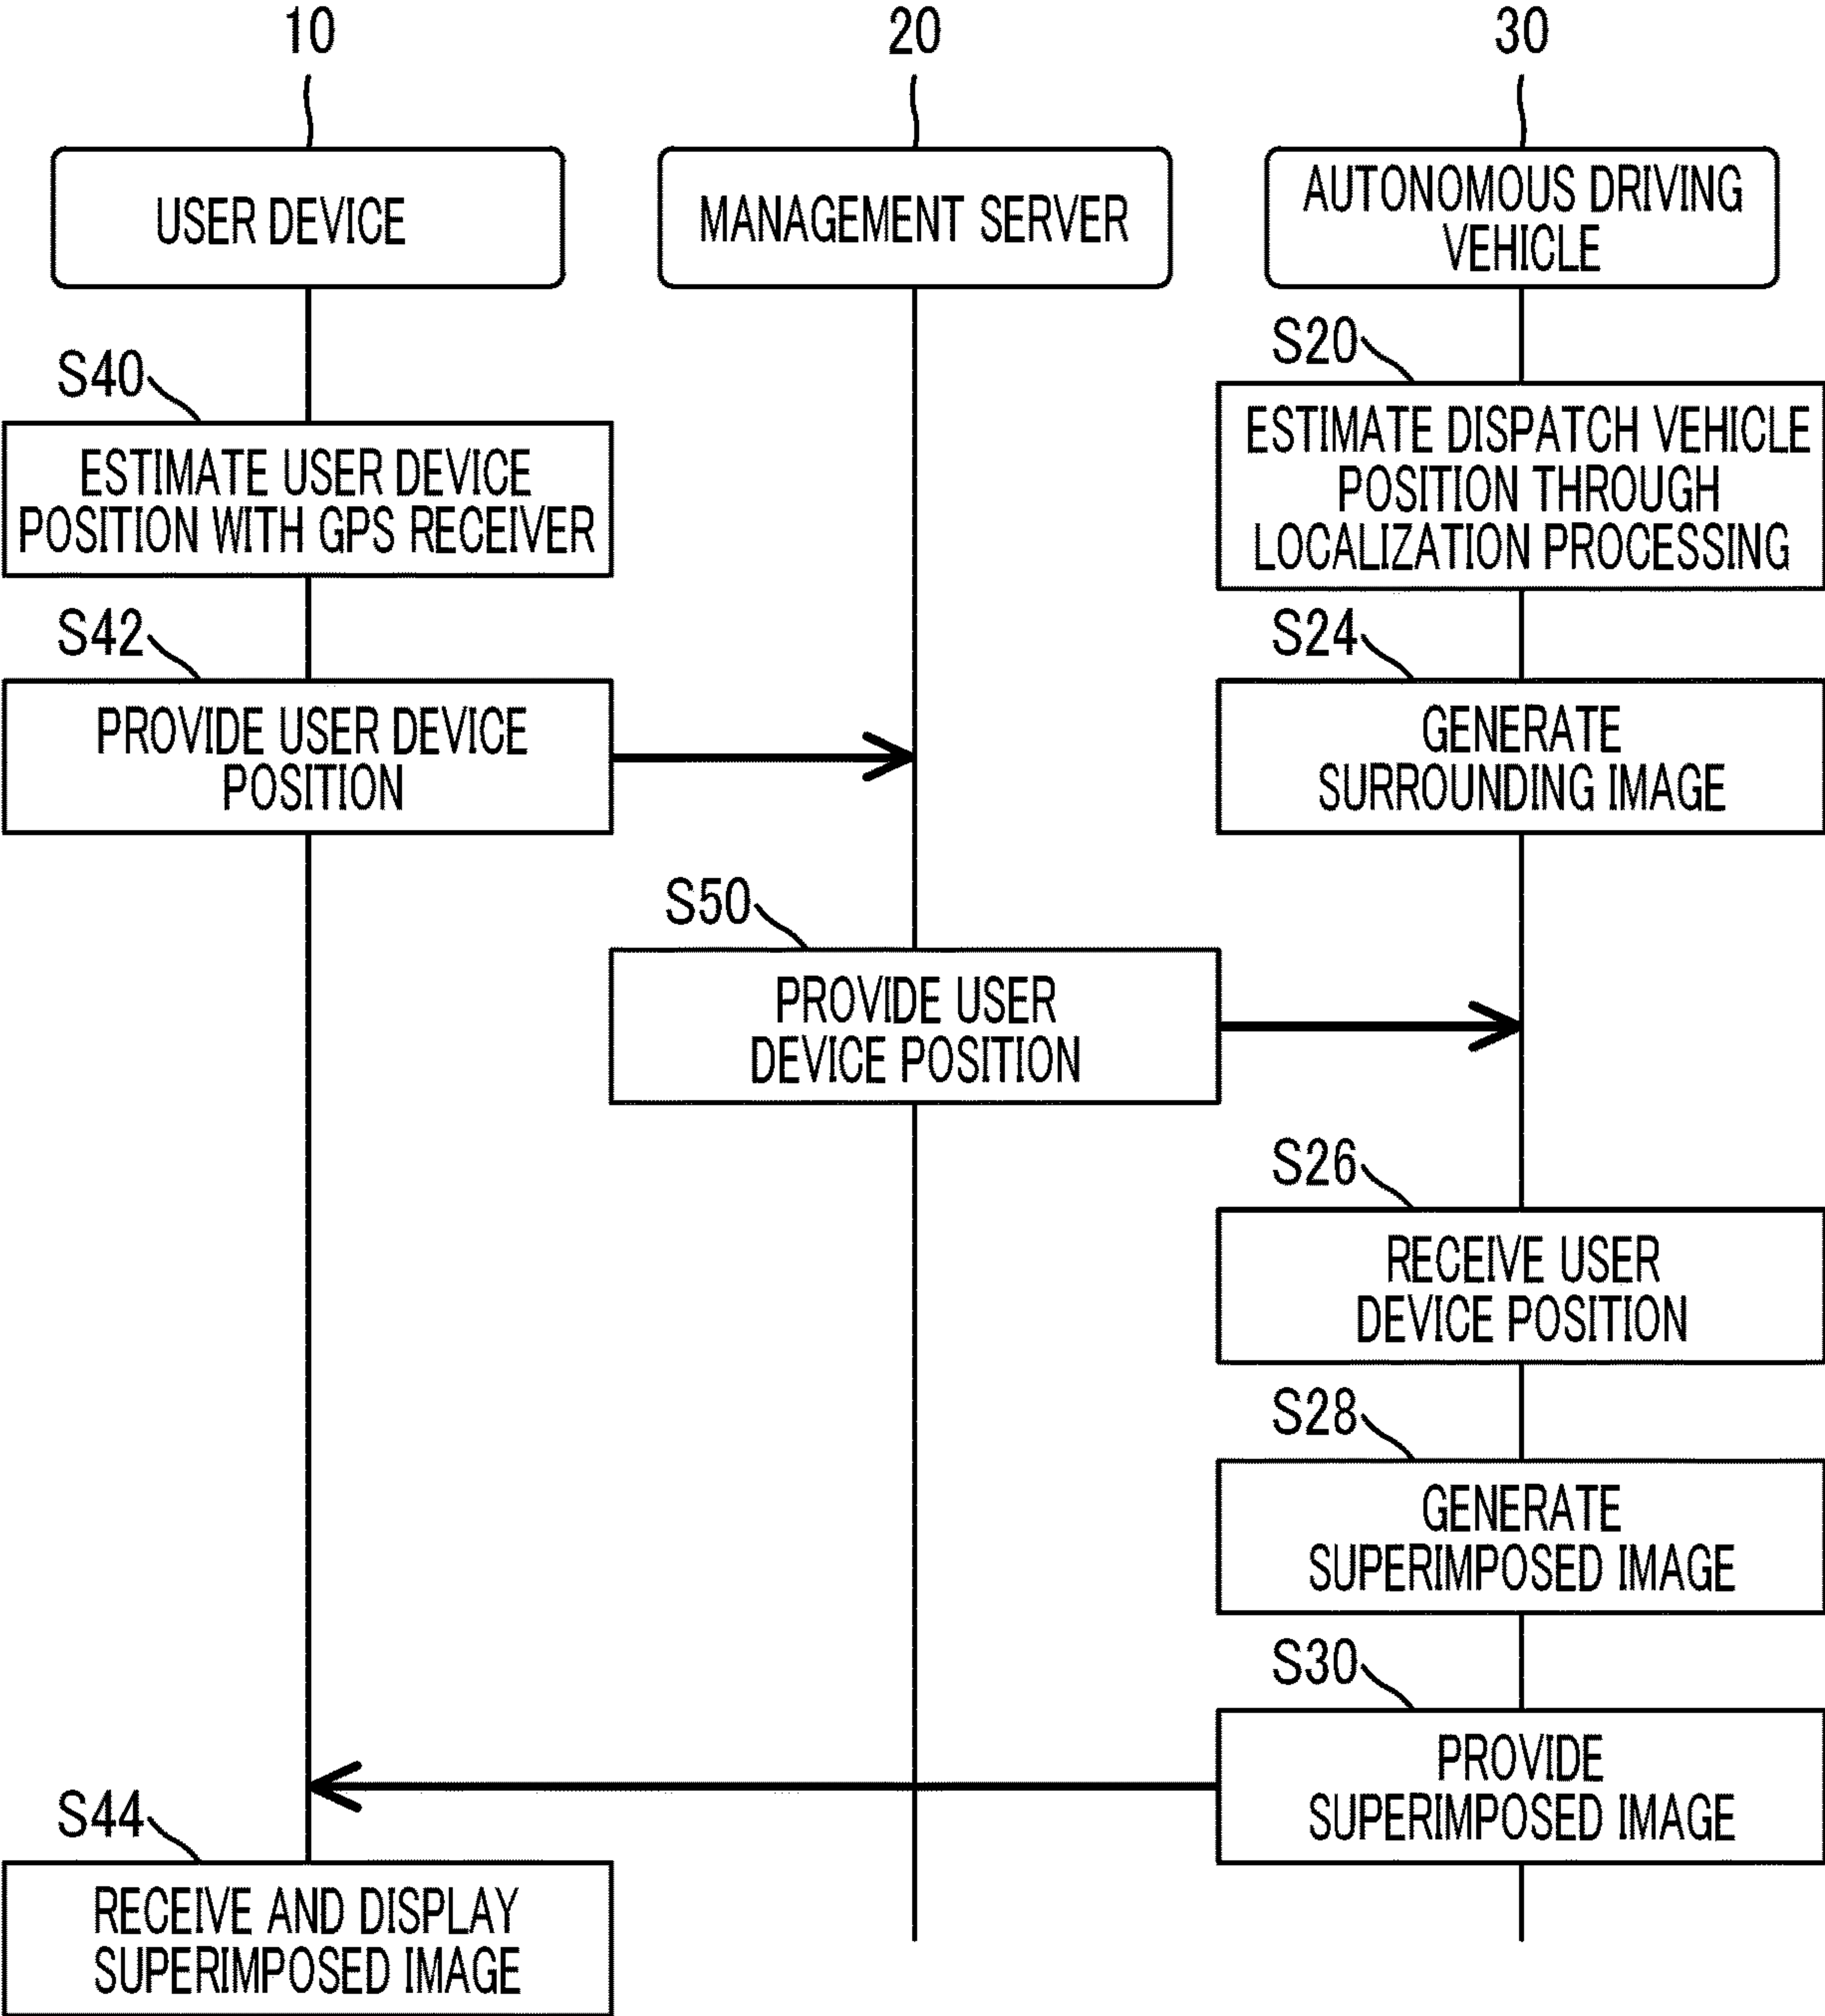 10
20
30
USER DEVICE
MANAGEMENT SERVER
AUTONOMOUS DRIVING
VEHICLE
S40
ESTIMATE USER DEVICE
POSITION WITH GPS RECEIVER
S20
ESTIMATE DISPATCH VEHICLE
POSITION THROUGH
LOCALIZATION PROCESSING
S42
PROVIDE USER DEVICE
POSITION
S24
GENERATE
SURROUNDING IMAGE
S50
PROVIDE USER
DEVICE POSITION
S26
RECEIVE USER
DEVICE POSITION
S28
GENERATE
SUPERIMPOSED IMAGE
S30
PROVIDE
SUPERIMPOSED IMAGE
S44
RECEIVE AND DISPLAY
SUPERIMPOSED IMAGE